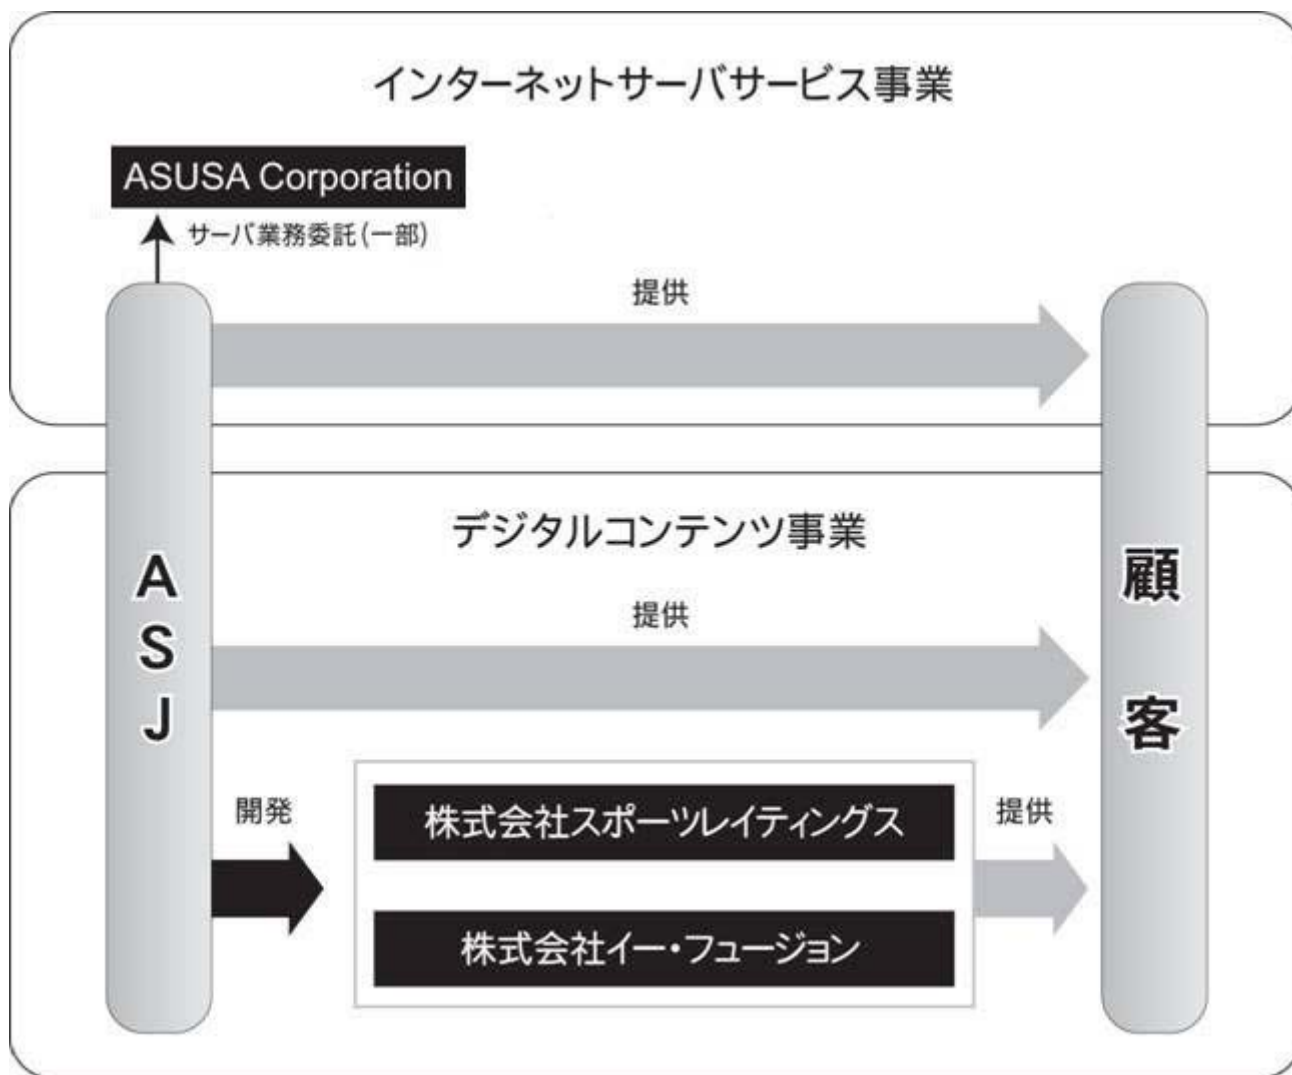 インターネットサーバサービス事業
ASUSA Corporation
サーバ業務委託(一部)
提供
デジタルコンテンツ事業
提供
ASJ
顧客
開発
株式会社スポーツレイティングス
株式会社イー・フュージョン
提供